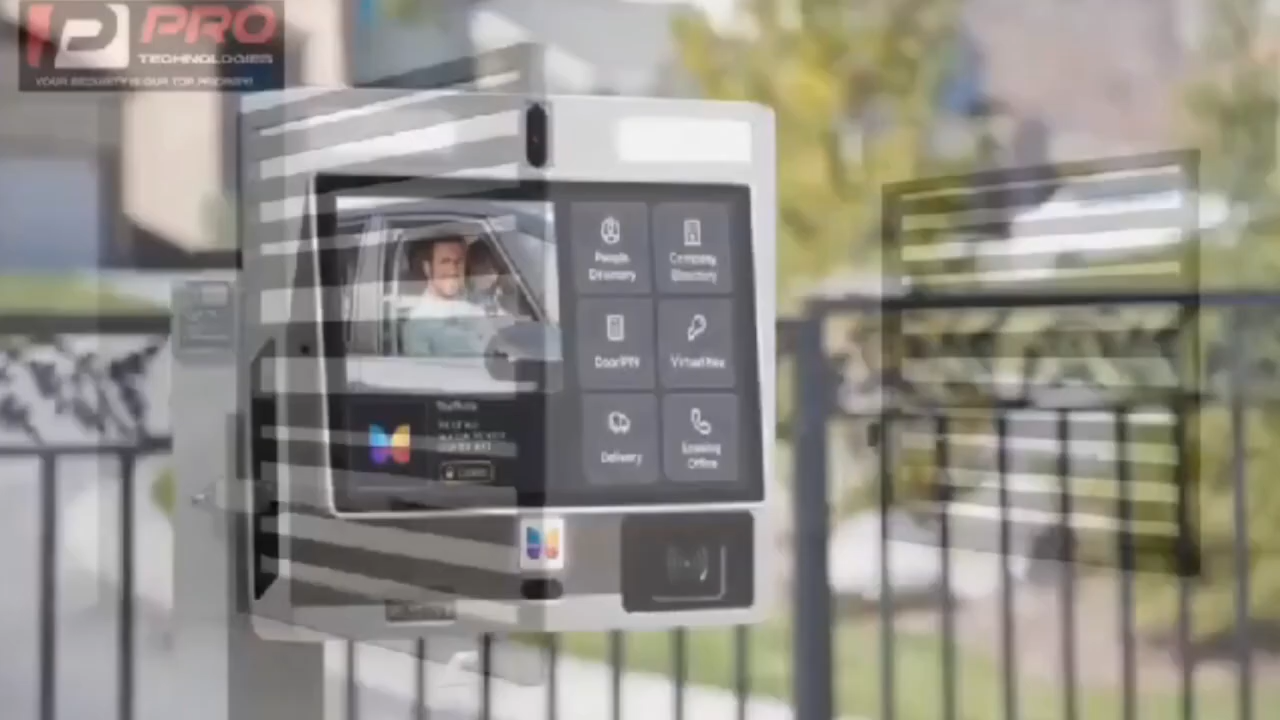 PRO
TECHNOLOGIES
YOUR SECURITY IS OUR TOP PRIORITY
People
Directory
Company
Directory
Door PIN
Virtual Key
Delivery
Leasing
Office